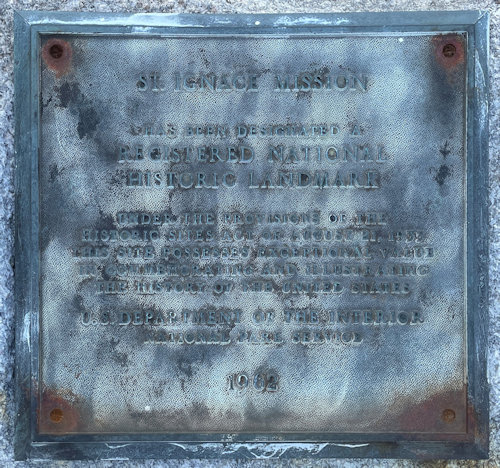 ST. IGNACE MISSION
HAS BEEN DESIGNATED A
REGISTERED NATIONAL
HISTORIC LANDMARK
UNDER THE PROVISIONS OF THE
HISTORIC SITES ACT OF AUGUST 21, 1935
THIS SITE POSSESSES EXCEPTIONAL VALUE
IN COMMEMORATING AND ILLUSTRATING
THE HISTORY OF THE UNITED STATES
U.S. DEPARTMENT OF THE INTERIOR
NATIONAL PARK SERVICE
1962